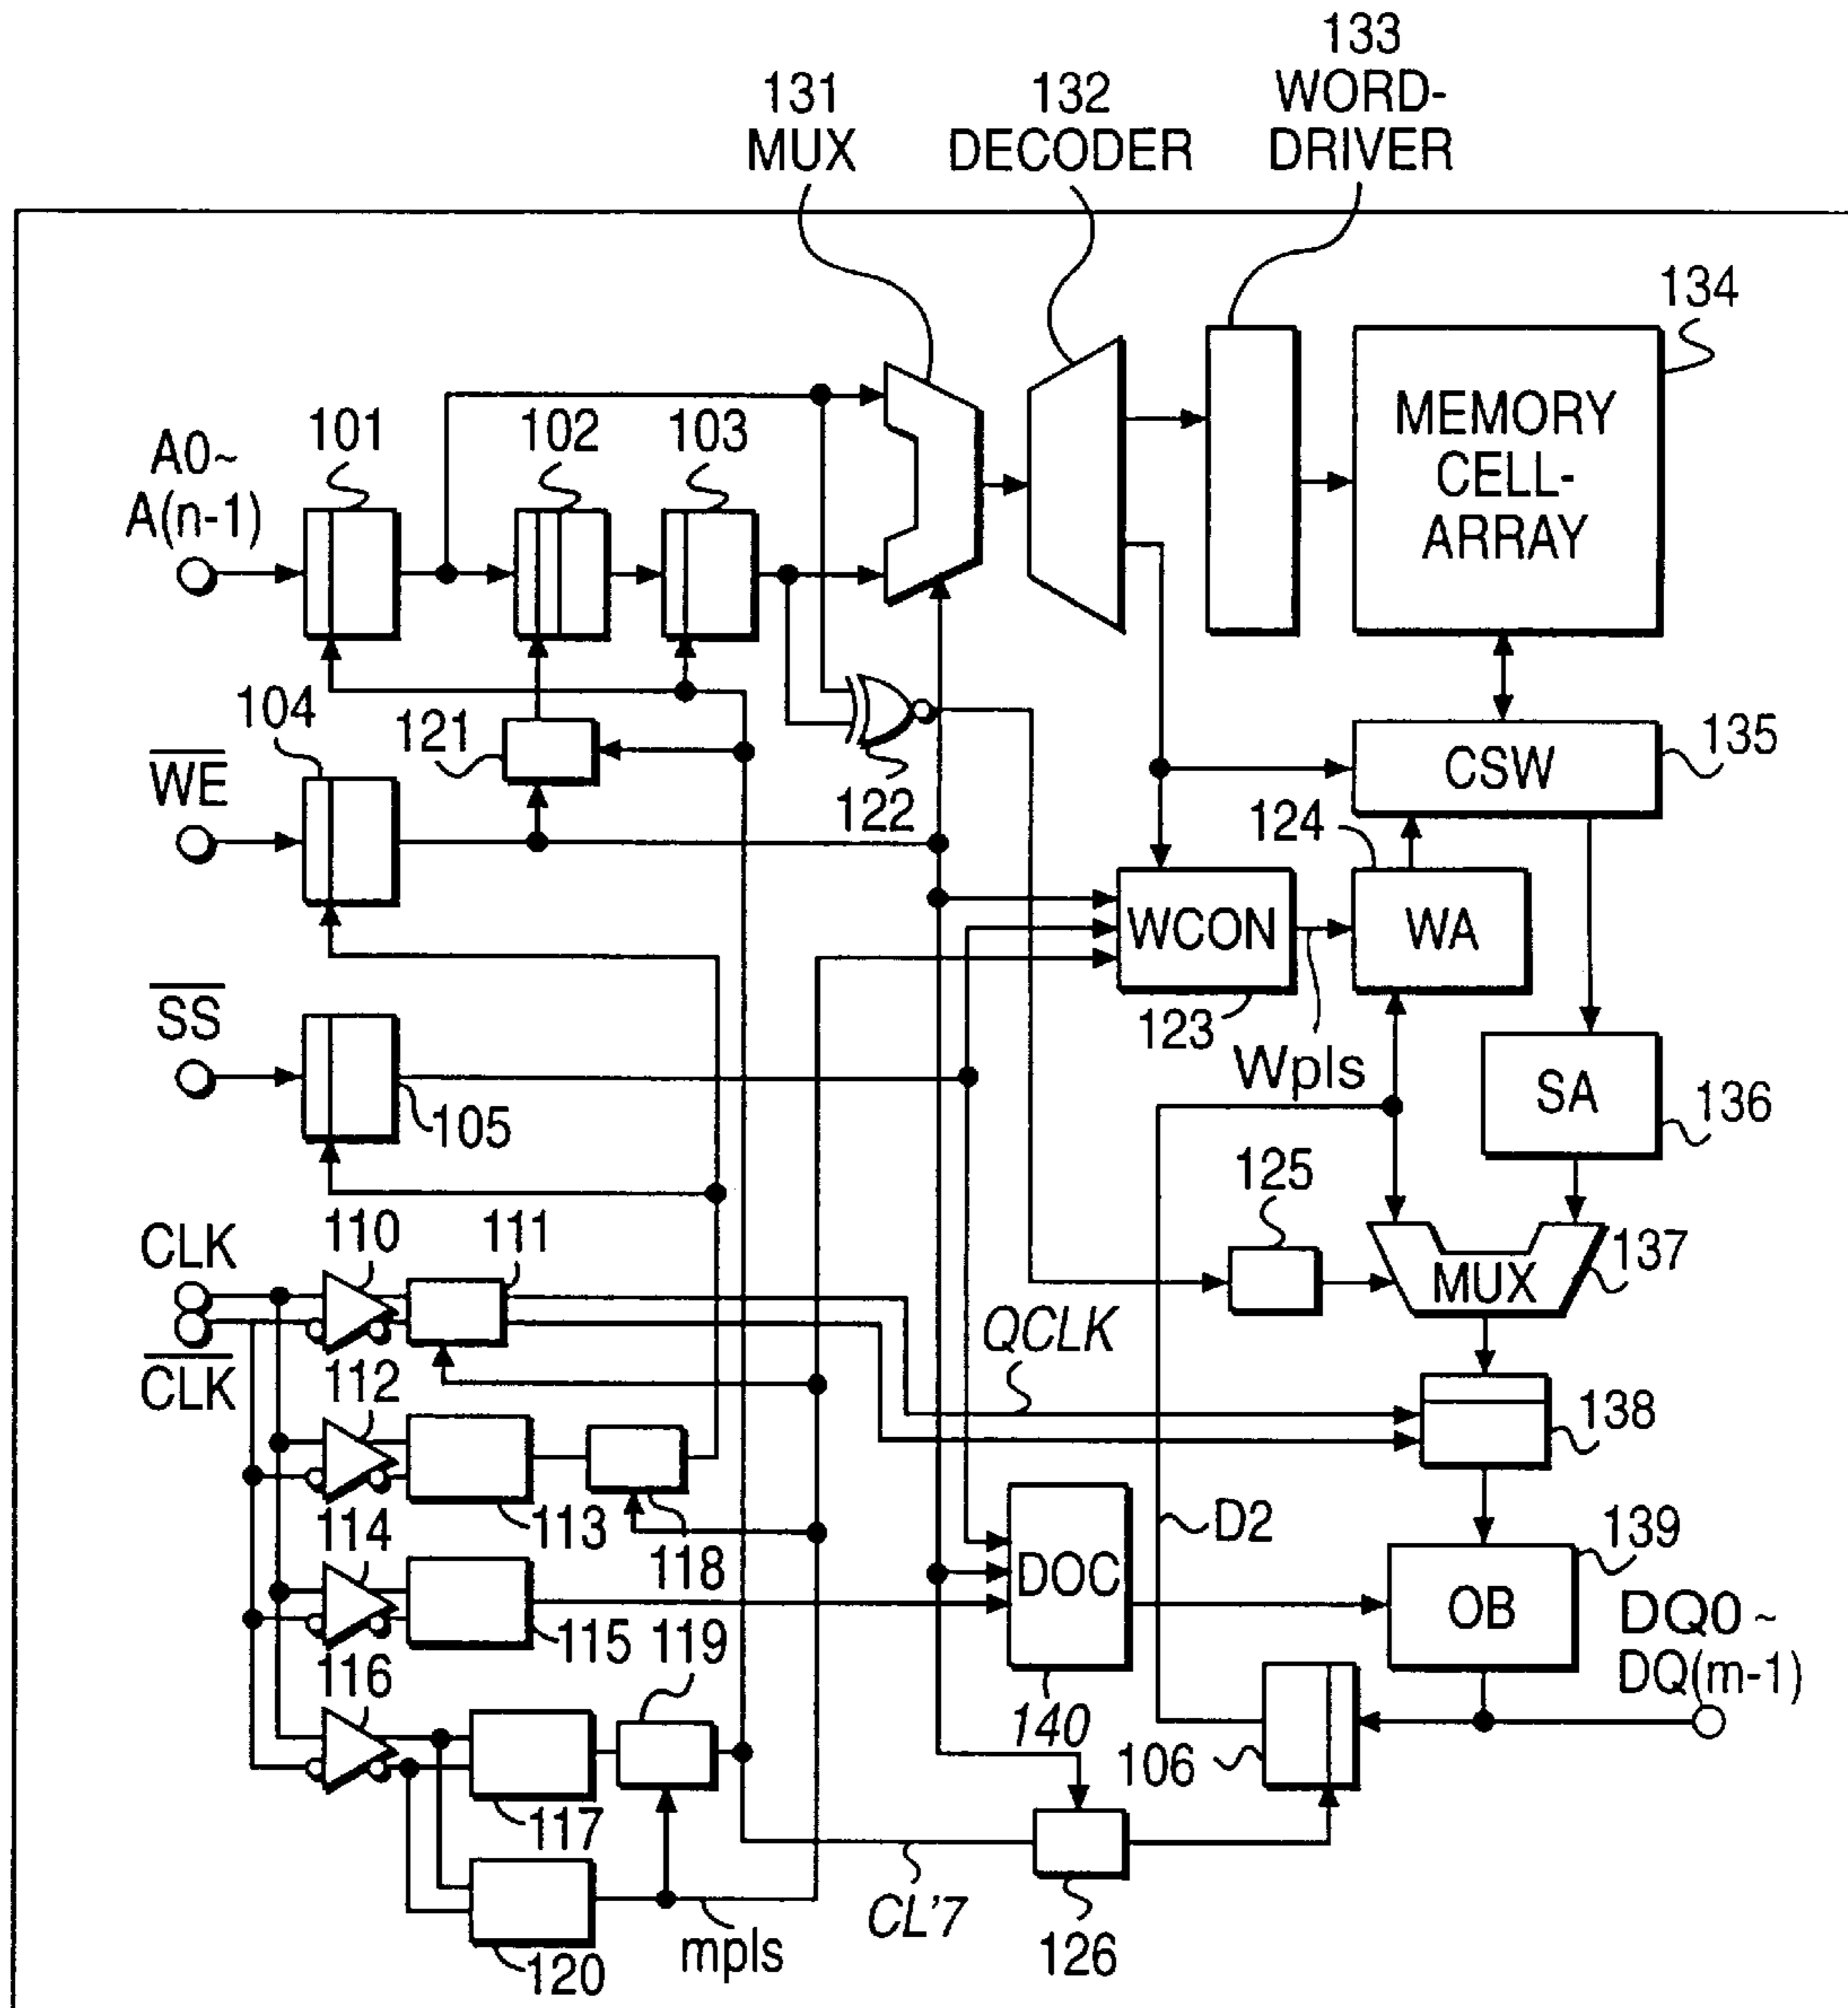 133
WORD-
DRIVER
131
MUX
132
DECODER
134
MEMORY
CELL-
ARRAY
A0~
A(n-1)
101
102
103
104
121
W̅E̅
122
135
CSW
124
WCON
WA
123
S̅S̅
105
Wpls
SA
136
125
CLK
110
111
137
MUX
C̅L̅K̅
QCLK
112
138
113
118
D2
114
DOC
139
OB
DQ0~
DQ(m-1)
115
119
116
140
106
117
CL'7
126
mpls
120